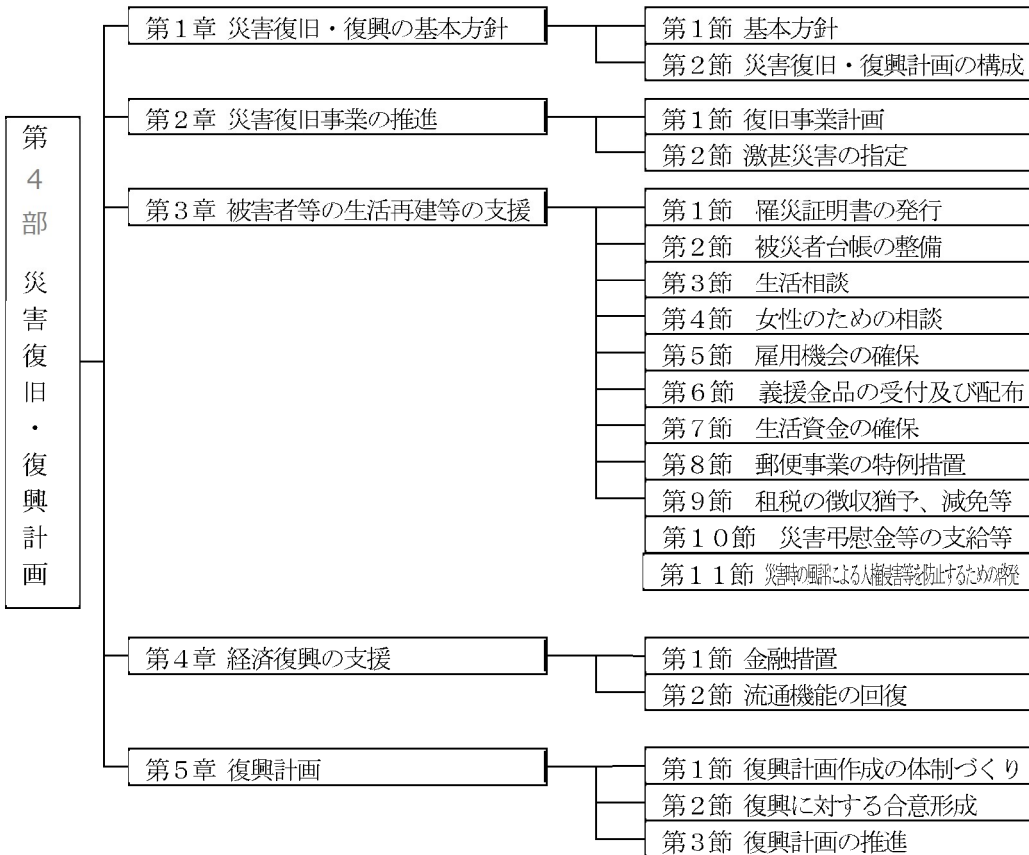 第４部 災害復旧・復興計画
第１章 災害復旧・復興の基本方針
第１節 基本方針
第２節 災害復旧・復興計画の構成
第２章 災害復旧事業の推進
第１節 復旧事業計画
第２節 激甚災害の指定
第３章 被害者等の生活再建等の支援
第１節　罹災証明書の発行
第２節　被災者台帳の整備
第３節　生活相談
第４節　女性のための相談
第５節　雇用機会の確保
第６節　義援金品の受付及び配布
第７節　生活資金の確保
第８節　郵便事業の特例措置
第９節　租税の徴収猶予、減免等
第１０節　災害弔慰金等の支給等
第１１節 災害時の風評による人権侵害等を防止するための啓発
第４章 経済復興の支援
第１節 金融措置
第２節 流通機能の回復
第５章 復興計画
第１節 復興計画作成の体制づくり
第２節 復興に対する合意形成
第３節 復興計画の推進